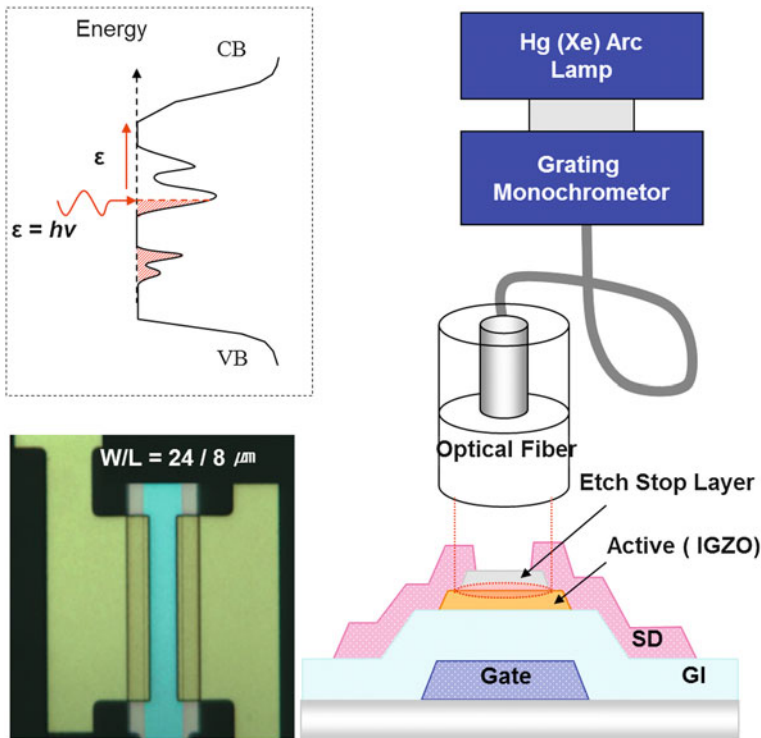 Energy
CB
ε
ε = hν
VB
W/L = 24 / 8 ㎛
Hg (Xe) Arc
Lamp
Grating
Monochrometor
Optical Fiber
Etch Stop Layer
Active ( IGZO)
SD
GI
Gate